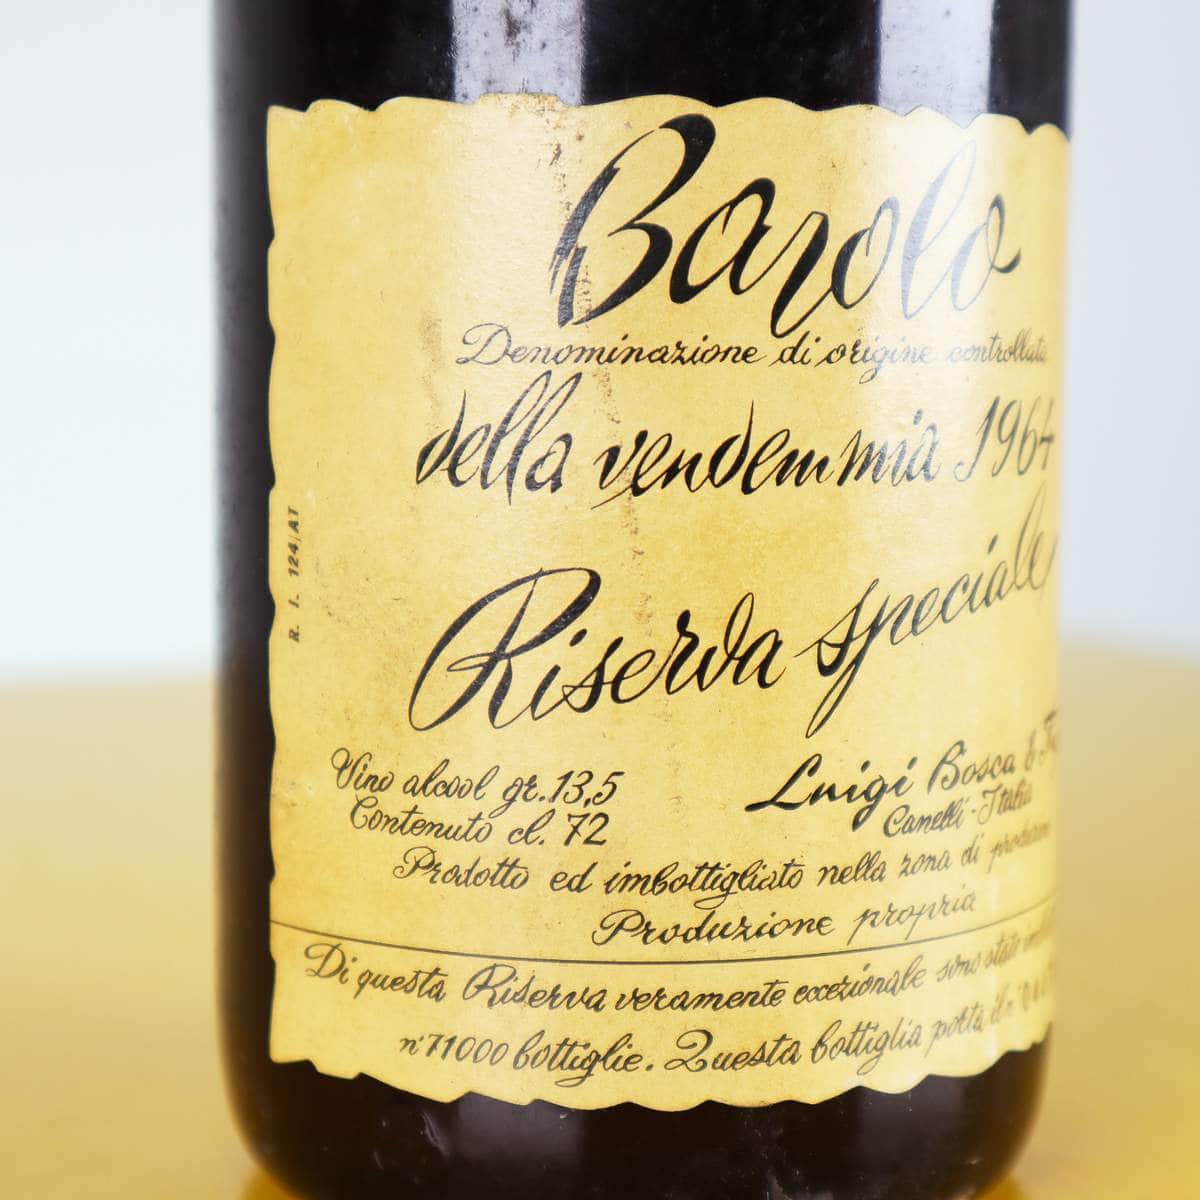 Barolo
Denominazione di origine controllata
della vendemmia 1964
Riserva speciale
R. I. 124/AT
Vino alcool gr. 13,5
Contenuto cl. 72
Luigi Bosca &
Canelli - Italia
Prodotto ed imbottigliato nella zona di
Produzione propria
Di questa Riserva veramente eccezionale sono state
n° 71000 bottiglie. Questa bottiglia porta il n°